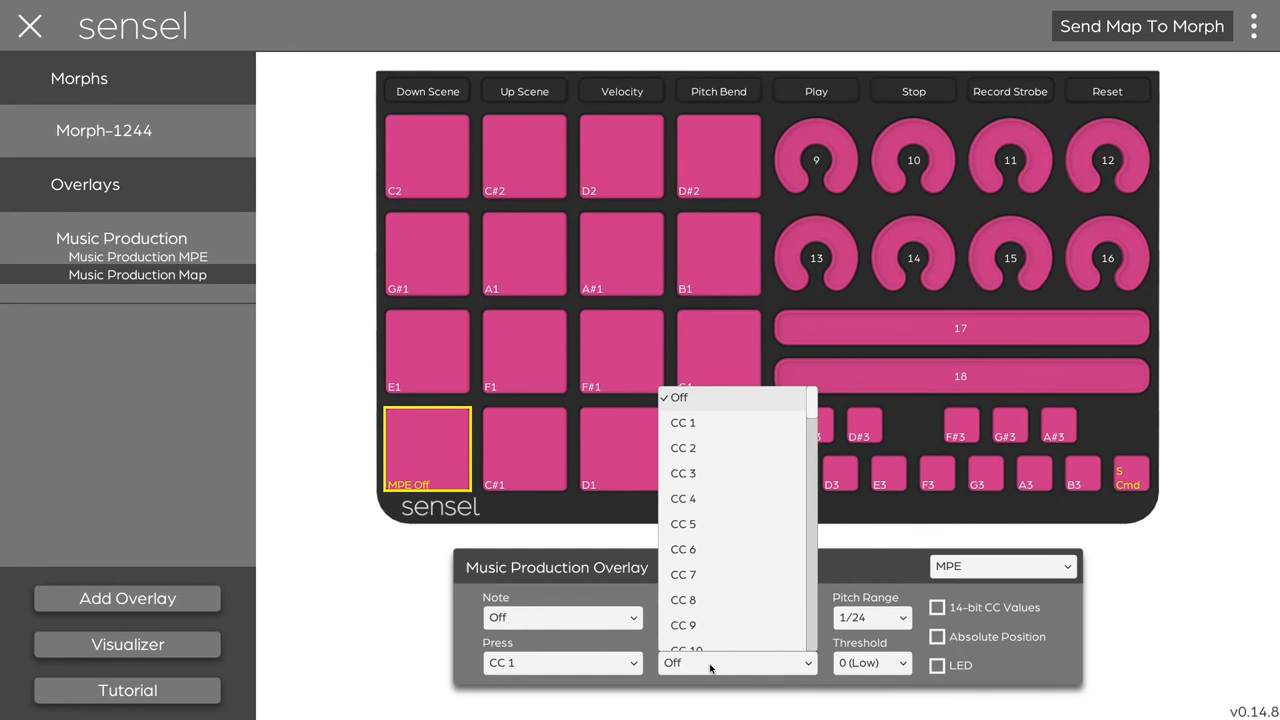 sensel
Send Map To Morph
Morphs
Morph-1244
Overlays
Music Production
Music Production MPE
Music Production Map
Add Overlay
Visualizer
Tutorial
Down Scene Up Scene Velocity Pitch Bend Play Stop Record Strobe Reset
9 10 11 12
C2 C#2 D2 D#2
13 14 15 16
G#1 A1 A#1 B1
17
18
E1 F1 F#1
D#3 F#3 G#3 A#3
S
MPE Off C#1 D1 D3 E3 F3 G3 A3 B3 Cmd
sensel
Off
CC 1
CC 2
CC 3
CC 4
CC 5
CC 6
CC 7
CC 8
CC 9
CC 10
Music Production Overlay MPE
Note Pitch Range
Off 1/24 14-bit CC Values
Absolute Position
Press Threshold
CC 1 Off 0 (Low) LED
v0.14.8